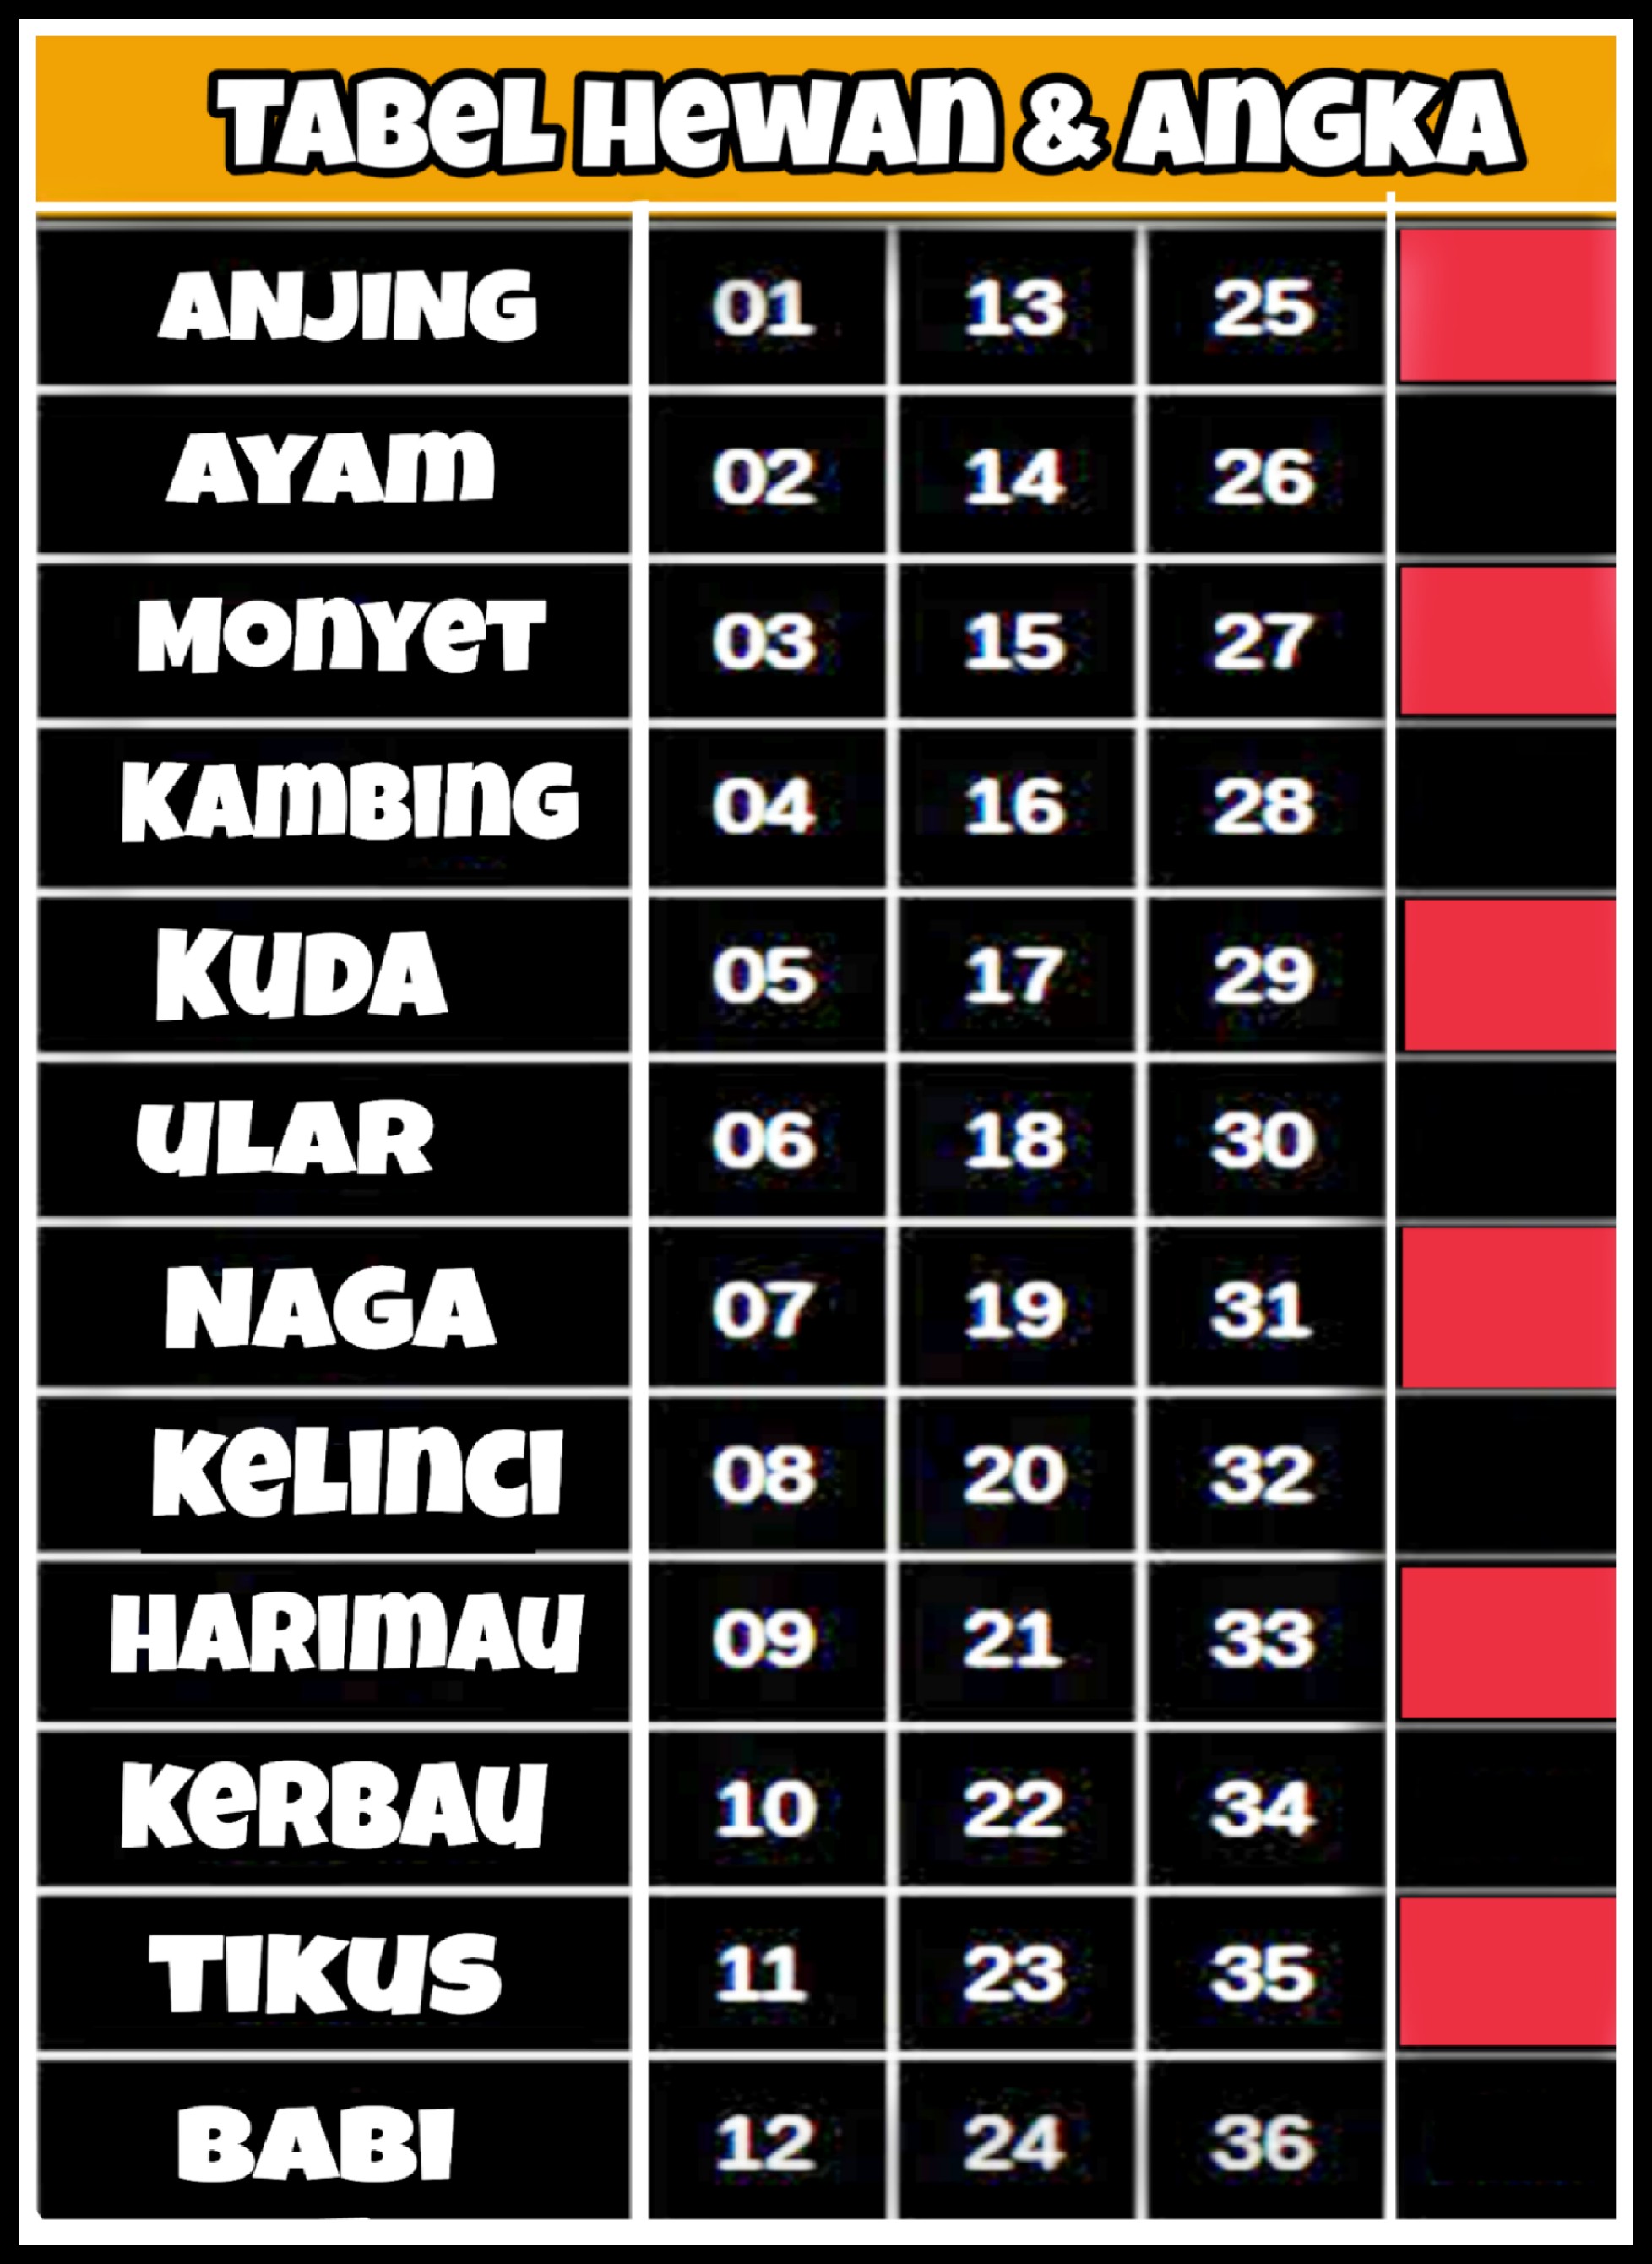 TABEL HEWAN & ANGKA
ANJING 01 13 25
AYAM 02 14 26
MONYET 03 15 27
KAMBING 04 16 28
KUDA 05 17 29
ULAR 06 18 30
NAGA 07 19 31
KELINCI 08 20 32
HARIMAU 09 21 33
KERBAU 10 22 34
TIKUS 11 23 35
BABI 12 24 36